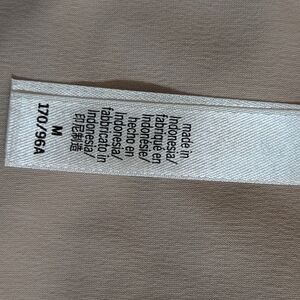 made in
Indonesia/
fabriqué en
Indonésie/
hecho en
Indonesia/
fabbricato in
Indonesia/
印尼制造
M
170/96A